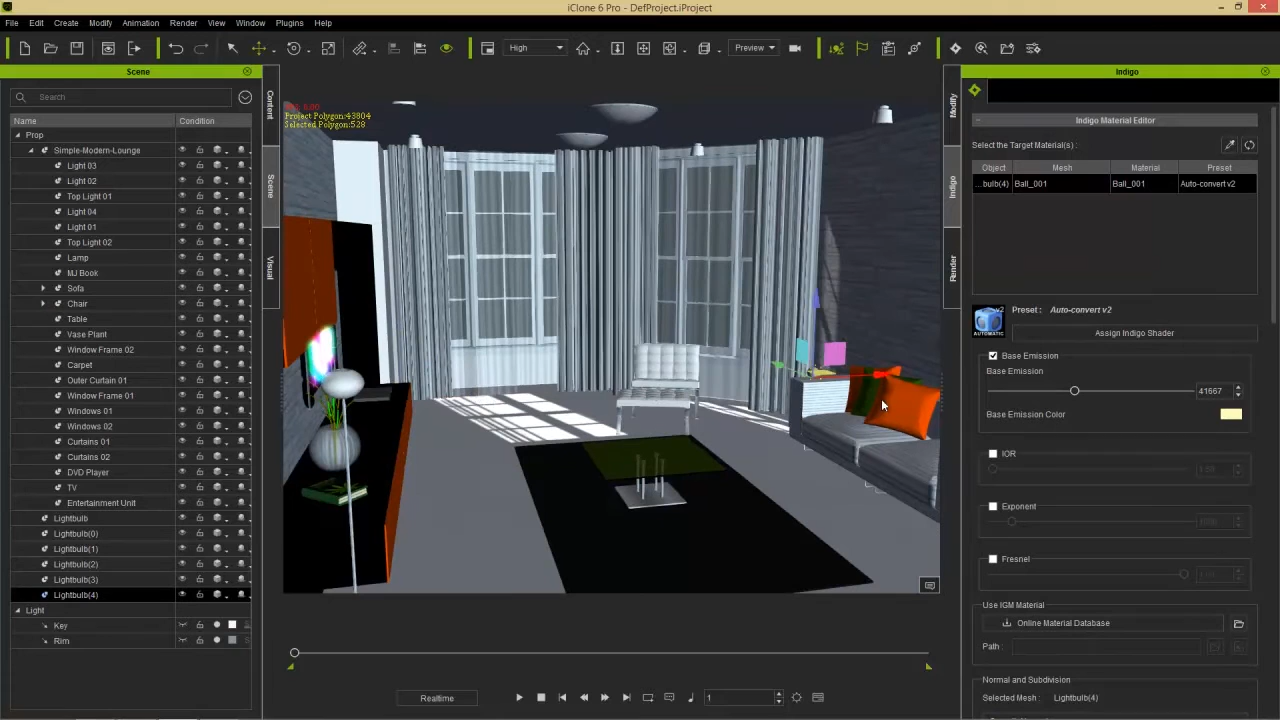 iClone 6 Pro - DefProject.iProject
File Edit Create Modify Animation Render View Window Plugins Help
High
Preview
Scene
Search
Name Condition
Prop
Simple-Modern-Lounge
Light 03
Light 02
Top Light 01
Light 04
Light 01
Top Light 02
Lamp
MJ Book
Sofa
Chair
Table
Vase Plant
Window Frame 02
Carpet
Outer Curtain 01
Window Frame 01
Windows 01
Windows 02
Curtains 01
Curtains 02
DVD Player
TV
Entertainment Unit
Lightbulb
Lightbulb(0)
Lightbulb(1)
Lightbulb(2)
Lightbulb(3)
Lightbulb(4)
Light
Key
Rim
Content
Scene
Visual
Project Polygon:43804
Selected Polygon:528
Realtime
1
Modify
Indigo
Render
Indigo
Indigo Material Editor
Select the Target Material(s) :
Object Mesh Material Preset
...bulb(4) Ball_001 Ball_001 Auto-convert v2
v2
AUTOMATIC
Preset : Auto-convert v2
Assign Indigo Shader
Base Emission
Base Emission
41667
Base Emission Color
IOR
Exponent
Fresnel
Use IGM Material
Online Material Database
Path :
Normal and Subdivision
Selected Mesh : Lightbulb(4)